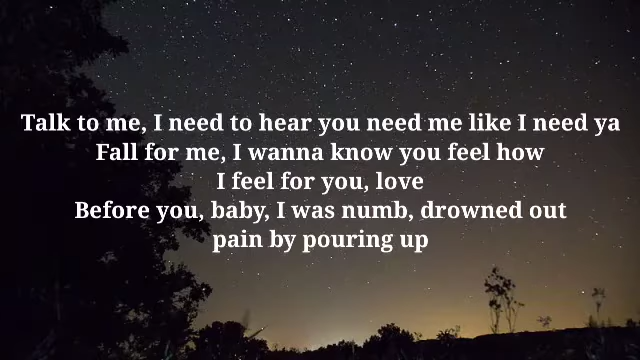 Talk to me, I need to hear you need me like I need ya
Fall for me, I wanna know you feel how
I feel for you, love
Before you, baby, I was numb, drowned out
pain by pouring up